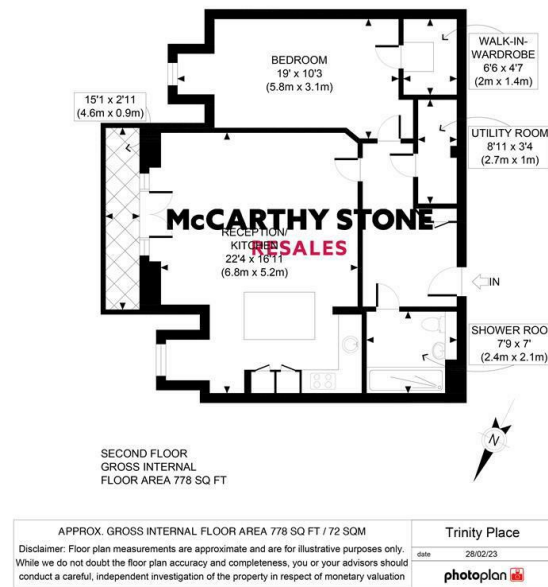 BEDROOM
19' x 10'3
(5.8m x 3.1m)
WALK-IN-
WARDROBE
6'6 x 4'7
(2m x 1.4m)
15'1 x 2'11
(4.6m x 0.9m)
UTILITY ROOM
8'11 x 3'4
(2.7m x 1m)
McCARTHY STONE
RESALES
RECEPTION/
KITCHEN
22'4 x 16'11
(6.8m x 5.2m)
IN
SHOWER ROO
7'9 x 7'
(2.4m x 2.1m)
N
SECOND FLOOR
GROSS INTERNAL
FLOOR AREA 778 SQ FT
APPROX. GROSS INTERNAL FLOOR AREA 778 SQ FT / 72 SQM
Disclaimer: Floor plan measurements are approximate and are for illustrative purposes only.
While we do not doubt the floor plan accuracy and completeness, you or your advisors should
conduct a careful, independent investigation of the property in respect of monetary valuation
Trinity Place
date 28/02/23
photoplan